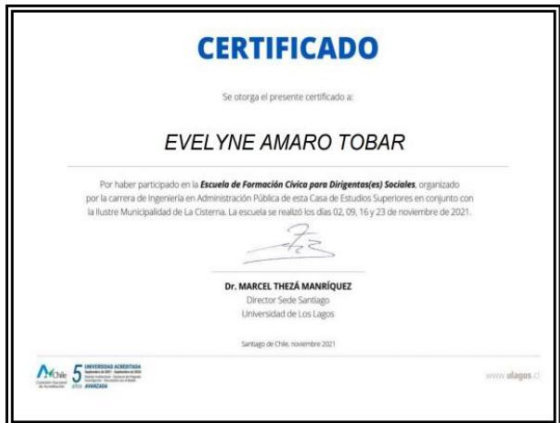 CERTIFICADO
Se otorga el presente certificado a:
EVELYNE AMARO TOBAR
Por haber participado en la Escuela de Formación Cívica para Dirigentas(es) Sociales, organizado
por la carrera de Ingeniería en Administración Pública de esta Casa de Estudios Superiores en conjunto con
la Ilustre Municipalidad de La Cisterna. La escuela se realizó los días 02, 09, 16 y 23 de noviembre de 2021.
Dr. MARCEL THEZÁ MANRÍQUEZ
Director Sede Santiago
Universidad de Los Lagos
Santiago de Chile, noviembre 2021
Chile
5 años
UNIVERSIDAD ACREDITADA
AVANZADA
www.ulagos.cl